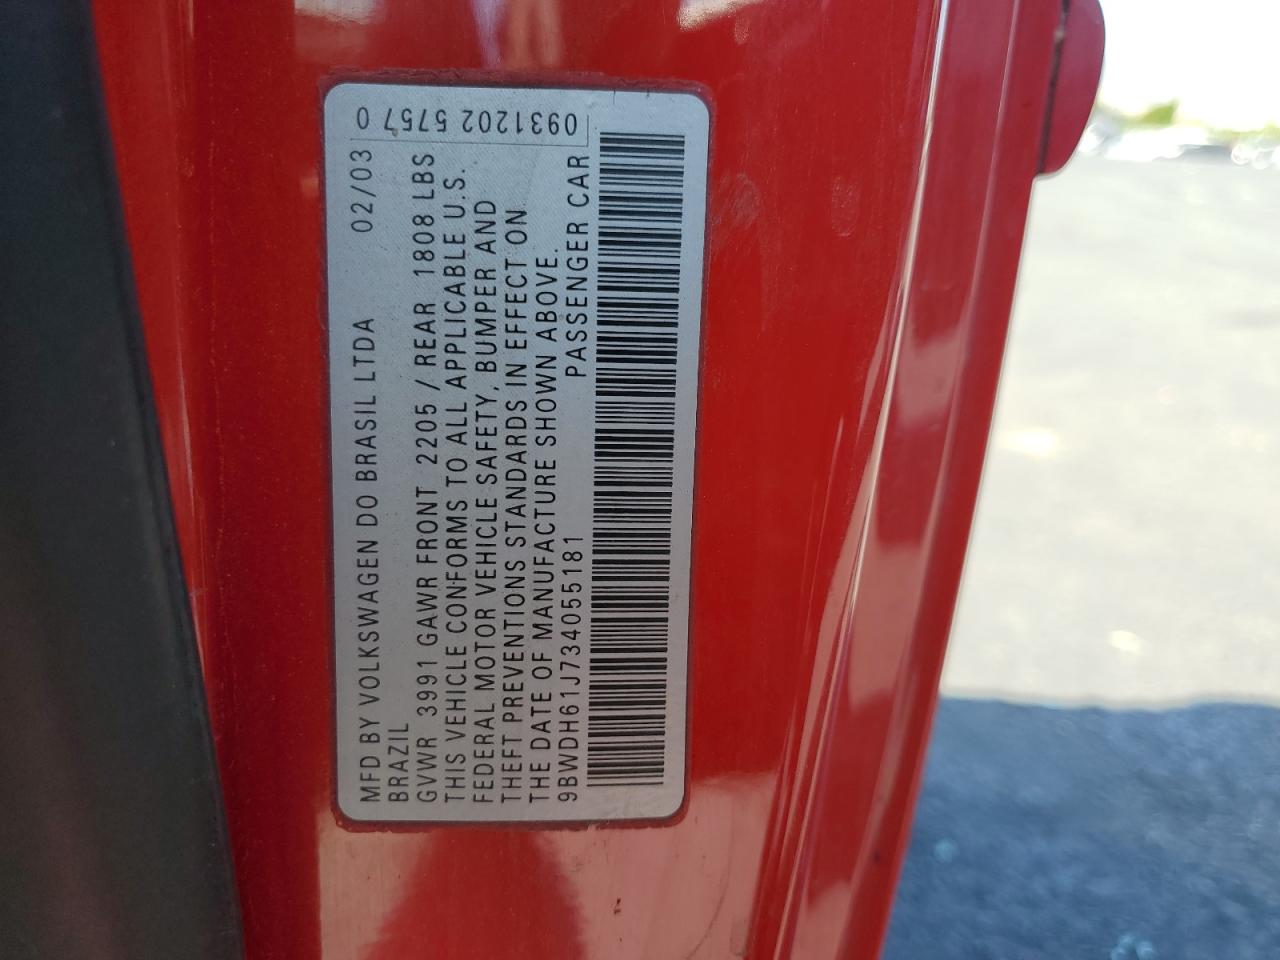 MFD BY VOLKSWAGEN DO BRASIL LTDA 02/03
BRAZIL
GVWR 3991 GAWR FRONT 2205 / REAR 1808 LBS
THIS VEHICLE CONFORMS TO ALL APPLICABLE U.S.
FEDERAL MOTOR VEHICLE SAFETY, BUMPER AND
THEFT PREVENTIONS STANDARDS IN EFFECT ON
THE DATE OF MANUFACTURE SHOWN ABOVE.
9BWDH61J734055181 PASSENGER CAR
0931202 5757 0